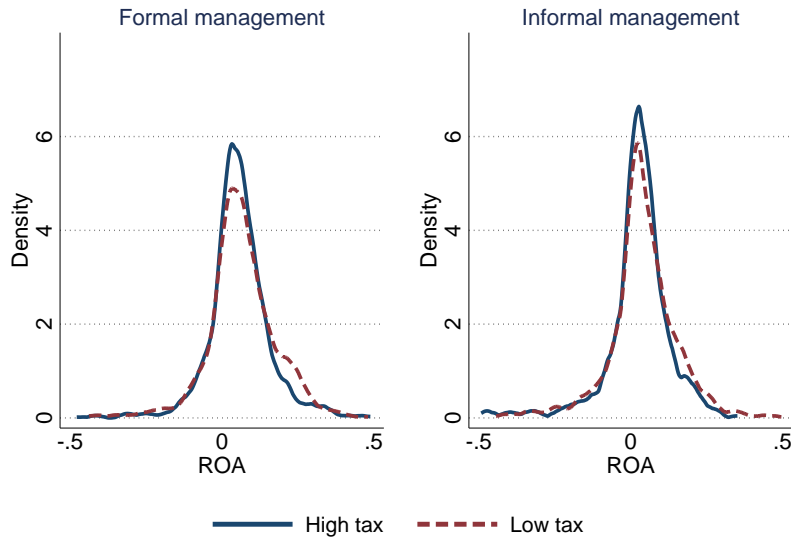 Formal management
Informal management
Density
6
4
2
0
-.5
0
.5
ROA
Density
6
4
2
0
-.5
0
.5
ROA
High tax
Low tax